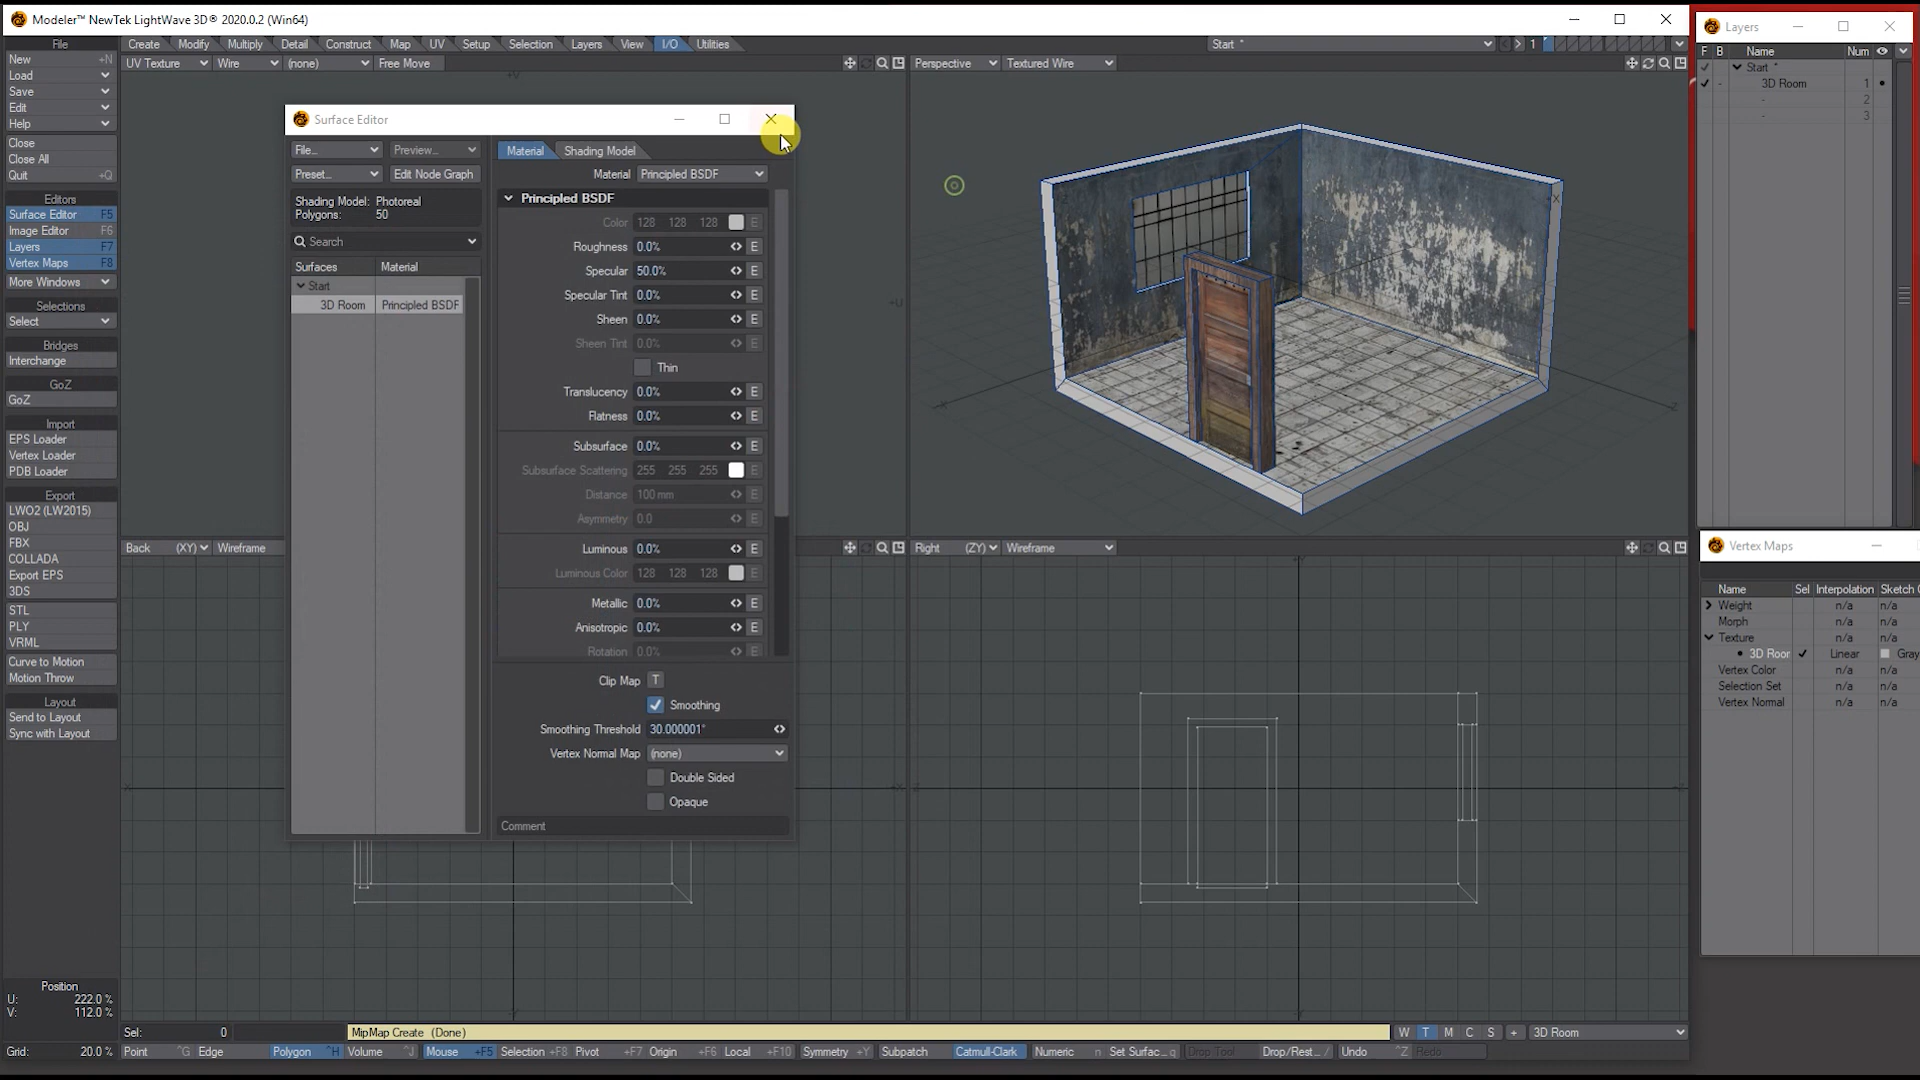 Modeler™ NewTek LightWave 3D® 2020.0.2 (Win64)
File
Create
Modify
Multiply
Detail
Construct
Map
UV
Setup
Selection
Layers
View
I/O
Utilities
Start *
1
New +N
Load
Save
Edit
Help
Close
Close All
Quit +Q
Editors
Surface Editor F5
Image Editor F6
Layers F7
Vertex Maps F8
More Windows
Selections
Select
Bridges
Interchange
GoZ
GoZ
Import
EPS Loader
Vertex Loader
PDB Loader
Export
LWO2 (LW2015)
OBJ
FBX
COLLADA
Export EPS
3DS
STL
PLY
VRML
Curve to Motion
Motion Throw
Layout
Send to Layout
Sync with Layout
Position
U: 222.0 %
V: 112.0 %
Grid: 20.0 %
UV Texture
Wire
(none)
Free Move
Perspective
Textured Wire
Back (XY)
Wireframe
Right (ZY)
Wireframe
Surface Editor
File...
Preview...
Preset...
Edit Node Graph
Shading Model: Photoreal
Polygons: 50
Search
Surfaces
Material
Start
3D Room
Principled BSDF
Material
Shading Model
Material Principled BSDF
Principled BSDF
Color 128 128 128 E
Roughness 0.0% E
Specular 50.0% E
Specular Tint 0.0% E
Sheen 0.0% E
Sheen Tint 0.0% E
Thin
Translucency 0.0% E
Flatness 0.0% E
Subsurface 0.0% E
Subsurface Scattering 255 255 255 E
Distance 100 mm E
Asymmetry 0.0 E
Luminous 0.0% E
Luminous Color 128 128 128 E
Metallic 0.0% E
Anisotropic 0.0% E
Rotation 0.0% E
Clip Map T
Smoothing
Smoothing Threshold 30.000001°
Vertex Normal Map (none)
Double Sided
Opaque
Comment
Layers
F B Name Num
Start *
3D Room 1
- 2
- 3
Vertex Maps
Name Sel Interpolation Sketch
Weight n/a n/a
Morph n/a n/a
Texture n/a n/a
3D Roor Linear Gray
Vertex Color n/a n/a
Selection Set n/a n/a
Vertex Normal n/a n/a
Sel: 0
MipMap Create (Done)
W T M C S + 3D Room
Point ^G
Edge
Polygon ^H
Volume ^J
Mouse +F5
Selection +F8
Pivot +F7
Origin +F6
Local +F10
Symmetry +Y
Subpatch
Catmull-Clark
Numeric n
Set Surfac... q
Drop Tool
Drop/Rest... /
Undo ^Z
Redo